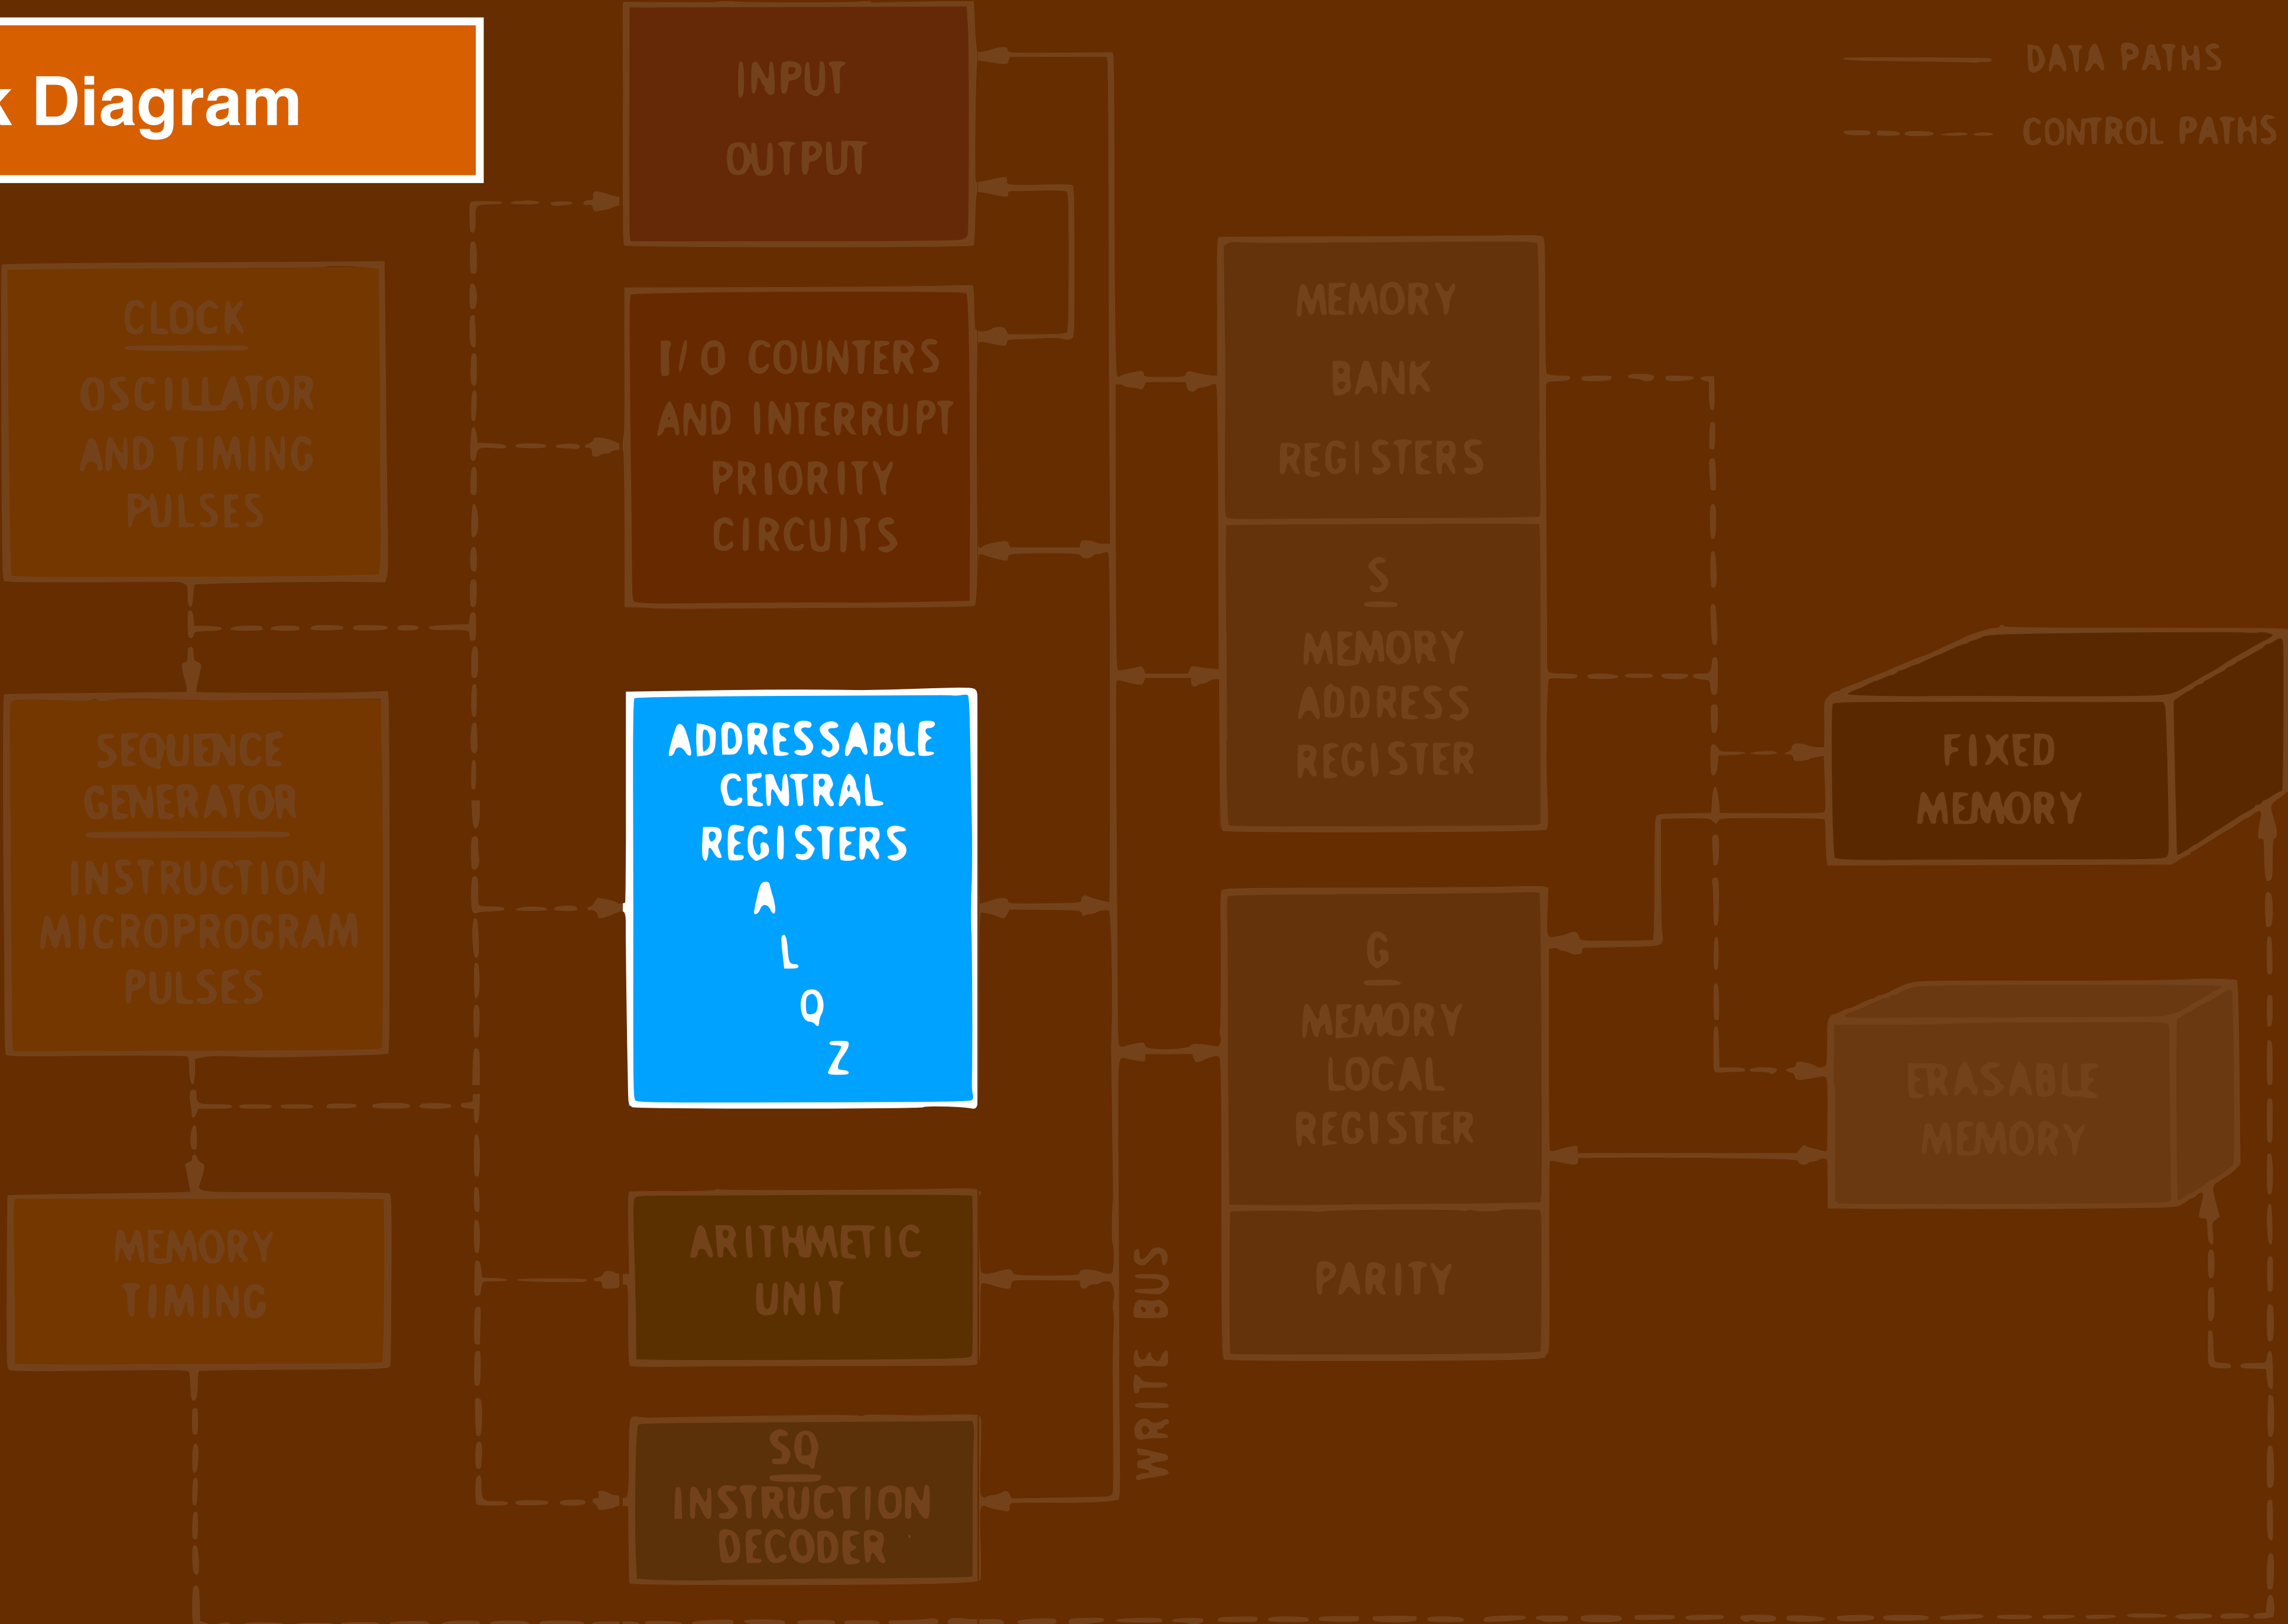 k Diagram
INPUT
OUTPUT
DATA PATHS
CONTROL PATHS
CLOCK
OSCILLATOR
AND TIMING
PULSES
I/O COUNTERS
AND INTERRUPT
PRIORITY
CIRCUITS
MEMORY
BANK
REGISTERS
S
MEMORY
ADDRESS
REGISTER
SEQUENCE
GENERATOR
INSTRUCTION
MICROPROGRAM
PULSES
ADDRESSABLE
CENTRAL
REGISTERS
A
L
Q
Z
FIXED
MEMORY
G
MEMORY
LOCAL
REGISTER
ERASABLE
MEMORY
MEMORY
TIMING
ARITHMETIC
UNIT
WRITE BUS
PARITY
SQ
INSTRUCTION
DECODER